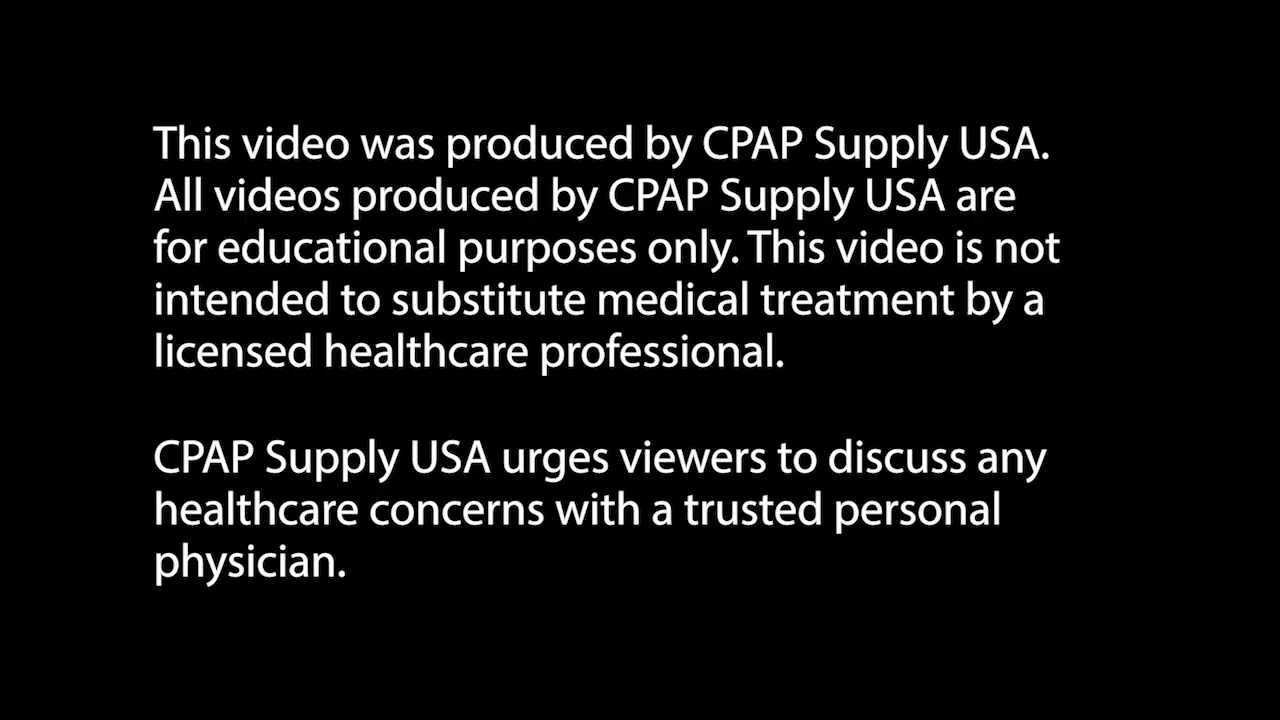 This video was produced by CPAP Supply USA.
All videos produced by CPAP Supply USA are
for educational purposes only. This video is not
intended to substitute medical treatment by a
licensed healthcare professional.
CPAP Supply USA urges viewers to discuss any
healthcare concerns with a trusted personal
physician.